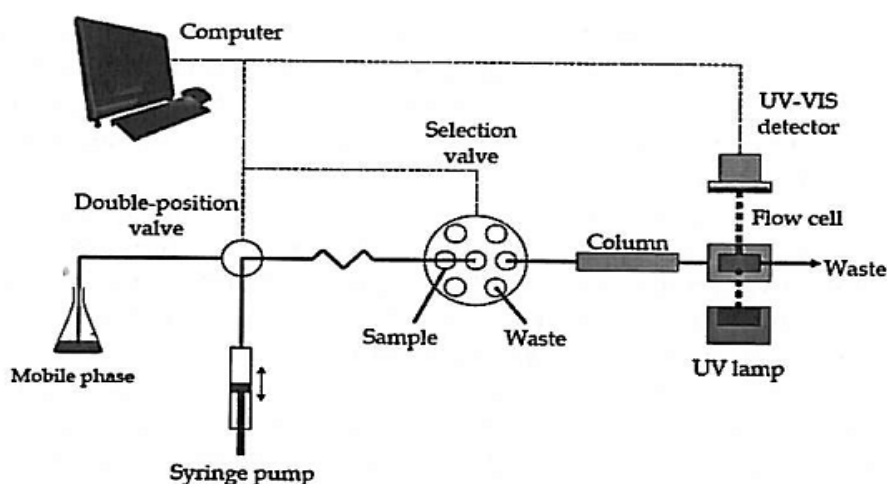 Computer
UV-VIS
detector
Selection
valve
Double-position
valve
Flow cell
Column
Waste
Sample
Waste
UV lamp
Mobile phase
Syringe pump